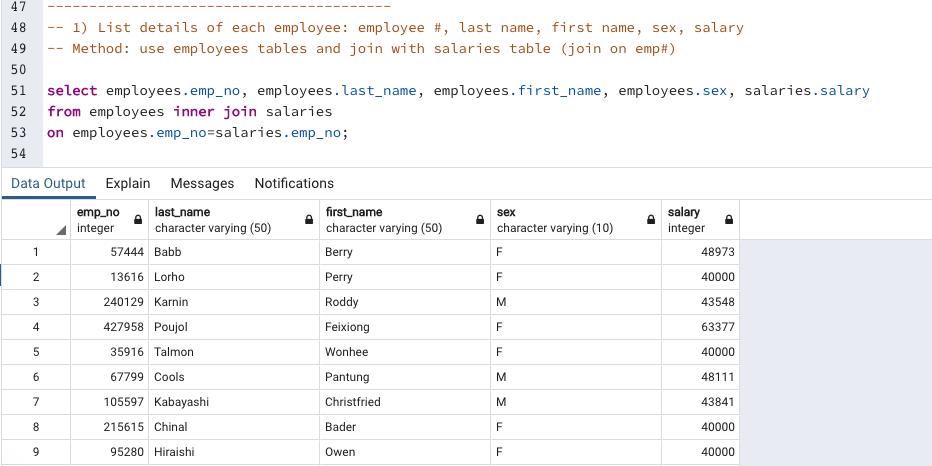 47 ------------------------------------------
48 -- 1) List details of each employee: employee #, last name, first name, sex, salary
49 -- Method: use employees tables and join with salaries table (join on emp#)
50
51 select employees.emp_no, employees.last_name, employees.first_name, employees.sex, salaries.salary
52 from employees inner join salaries
53 on employees.emp_no=salaries.emp_no;
54
Data Output Explain Messages Notifications
emp_no last_name first_name sex salary
integer character varying (50) character varying (50) character varying (10) integer
1 57444 Babb Berry F 48973
2 13616 Lorho Perry F 40000
3 240129 Karnin Roddy M 43548
4 427958 Poujol Feixiong F 63377
5 35916 Talmon Wonhee F 40000
6 67799 Cools Pantung M 48111
7 105597 Kabayashi Christfried M 43841
8 215615 Chinal Bader F 40000
9 95280 Hiraishi Owen F 40000